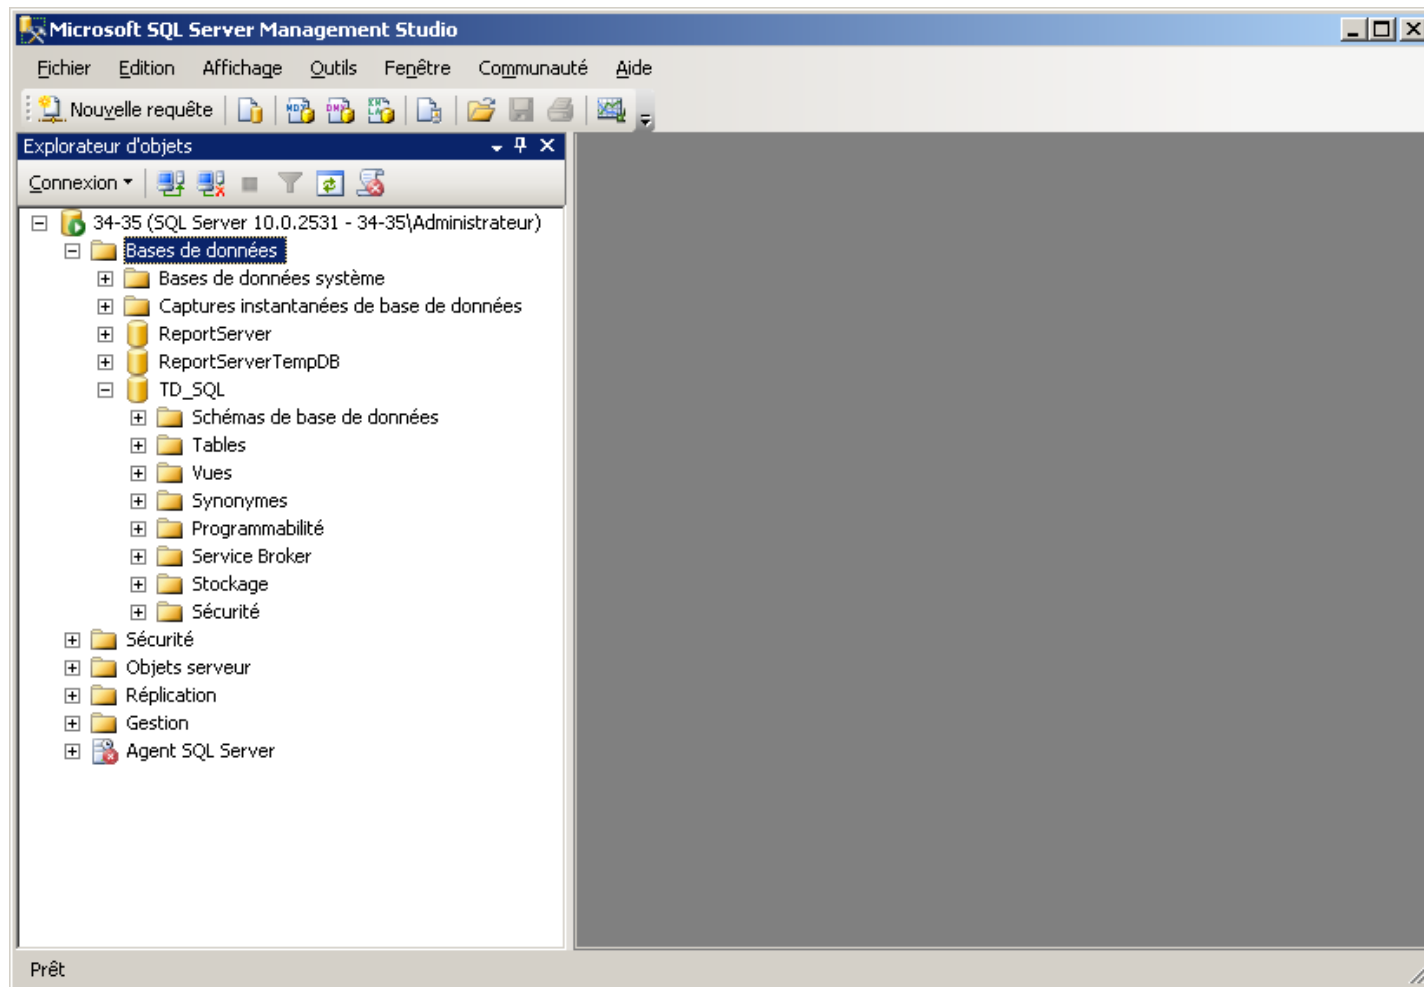 Microsoft SQL Server Management Studio
Fichier Edition Affichage Outils Fenêtre Communauté Aide
Nouvelle requête
Explorateur d'objets
Connexion
34-35 (SQL Server 10.0.2531 - 34-35\Administrateur)
Bases de données
Bases de données système
Captures instantanées de base de données
ReportServer
ReportServerTempDB
TD_SQL
Schémas de base de données
Tables
Vues
Synonymes
Programmabilité
Service Broker
Stockage
Sécurité
Sécurité
Objets serveur
Réplication
Gestion
Agent SQL Server
Prêt